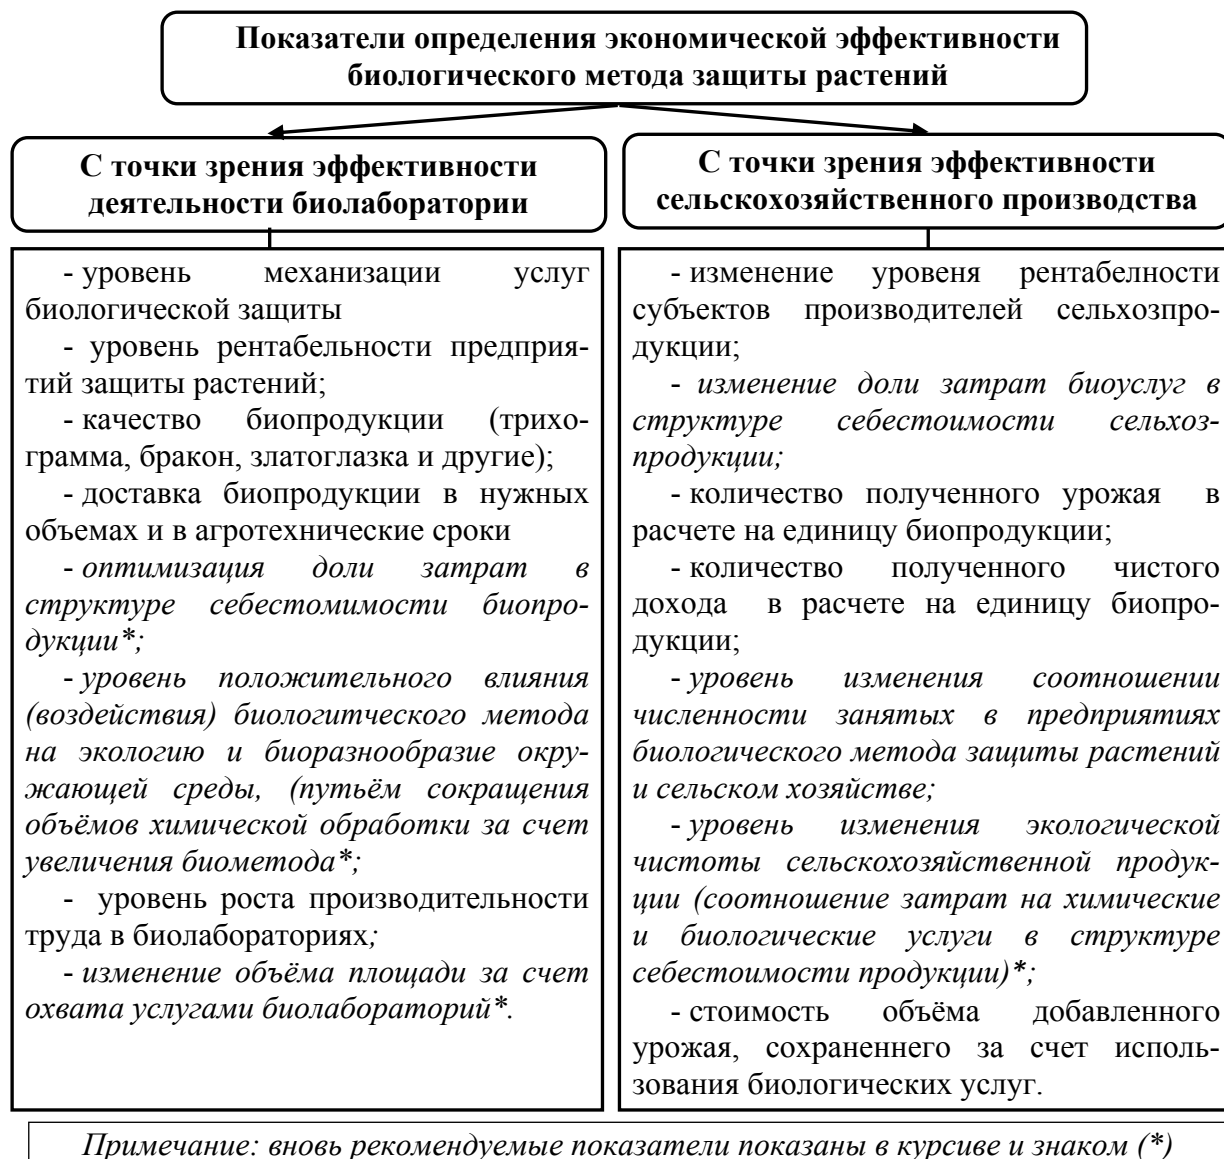 Показатели определения экономической эффективности
биологического метода защиты растений
С точки зрения эффективности
деятельности биолаборатории
- уровень механизации услуг
биологической защиты
- уровень рентабельности предприя-
тий защиты растений;
- качество биопродукции (трихо-
грамма, бракон, златоглазка и другие);
- доставка биопродукции в нужных
объемах и в агротехнические сроки
- оптимизация доли затрат в
структуре себестомимости биопро-
дукции*;
- уровень положительного влияния
(воздействия) биологитческого метода
на экологию и биоразнообразие окру-
жающей среды, (путьём сокращения
объёмов химической обработки за счет
увеличения биометода*;
- уровень роста производительности
труда в биолабораториях;
- изменение объёма площади за счет
охвата услугами биолабораторий*.
С точки зрения эффективности
сельскохозяйственного производства
- изменение уровеня рентабелности
субъектов производителей сельхозпро-
дукции;
- изменение доли затрат биоуслуг в
структуре себестоимости сельхоз-
продукции;
- количество полученного урожая в
расчете на единицу биопродукции;
- количество полученного чистого
дохода в расчете на единицу биопро-
дукции;
- уровень изменения соотношении
численности занятых в предприятиях
биологического метода защиты растений
и сельском хозяйстве;
- уровень изменения экологической
чистоты сельскохозяйственной продук-
ции (соотношение затрат на химические
и биологические услуги в структуре
себестоимости продукции)*;
- стоимость объёма добавленного
урожая, сохраненнего за счет исполь-
зования биологических услуг.
Примечание: вновь рекомендуемые показатели показаны в курсиве и знаком (*)